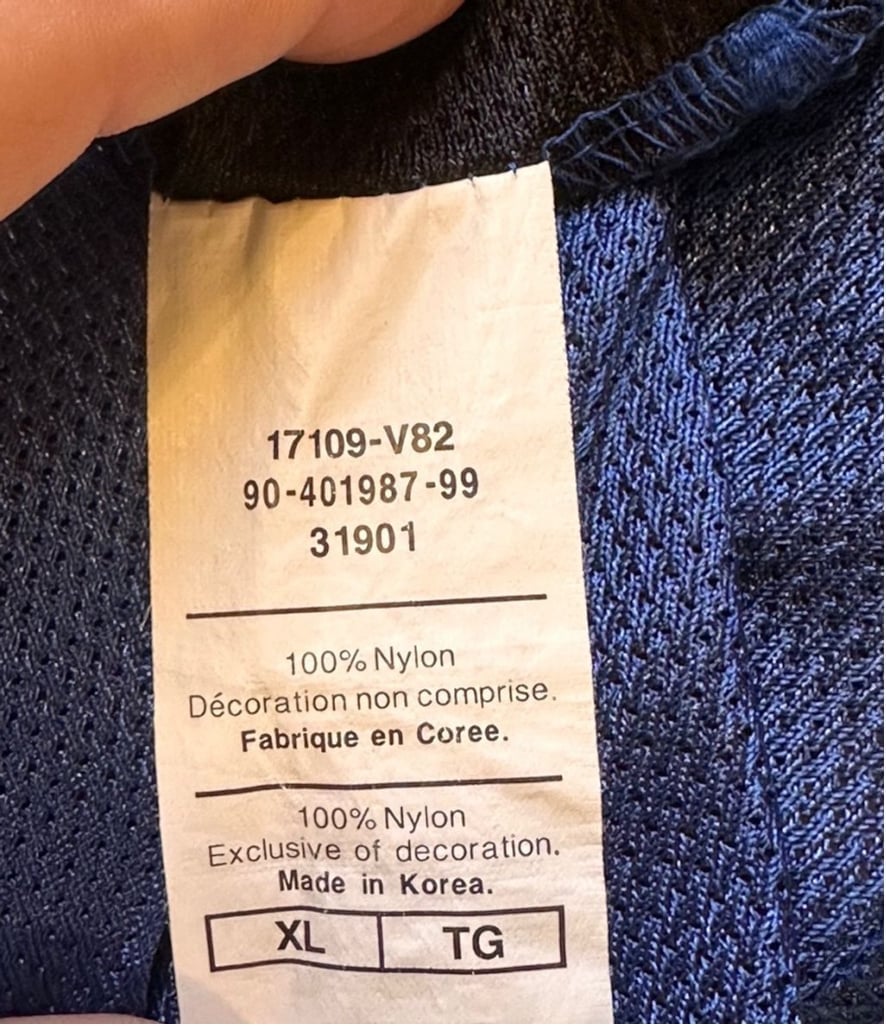 17109-V82
90-401987-99
31901
100% Nylon
Décoration non comprise.
Fabrique en Coree.
100% Nylon
Exclusive of decoration.
Made in Korea.
XL TG